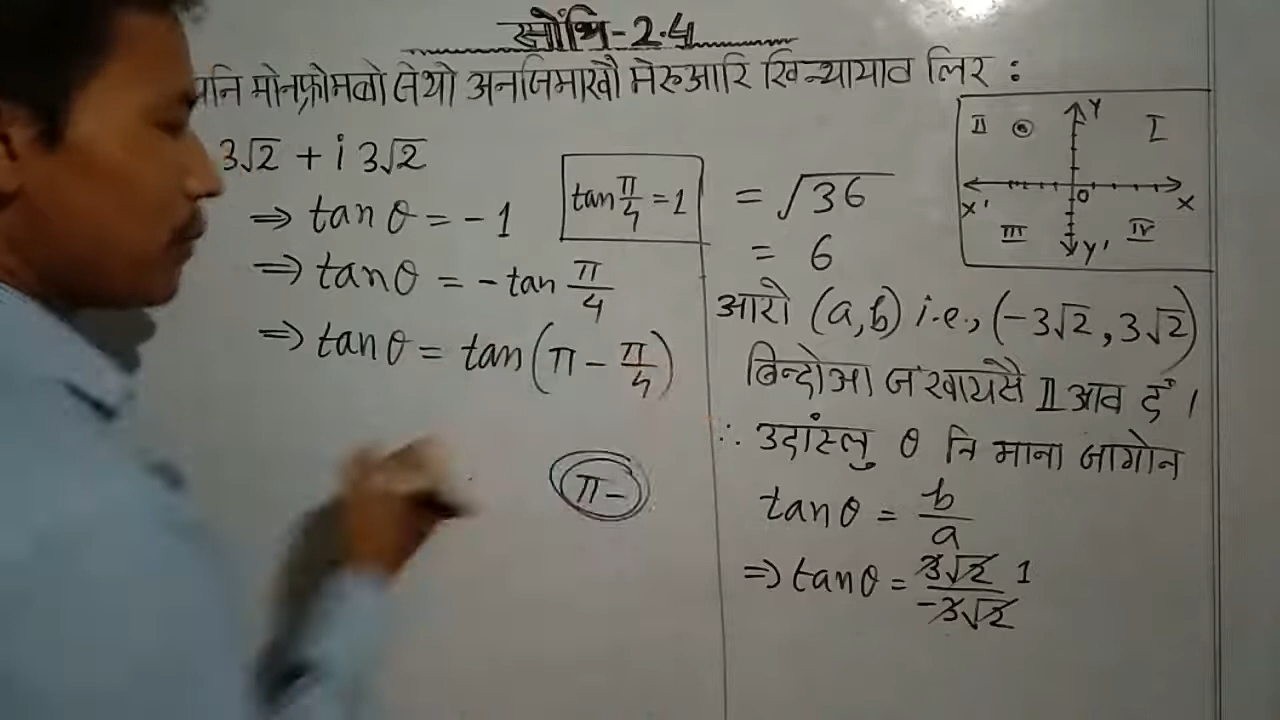 सोंथि-2.4
मोनफ्रोमबो लेथो अनजिमाखौ मेरुआरि खिन्थायाव लिर :
3√2 + i 3√2
⇒ tan θ = - 1
⇒ tan θ = - tan π/4
⇒ tan θ = tan(π - π/4)
π -
tan π/4 = 1
= √36
= 6
आरो (a,b) i.e., (-3√2, 3√2)
बिन्दोआ जंखायसै II आव दं।
∴ उदांस्लु θ नि माना जागोन
tan θ = b/a
⇒ tan θ = 3√2/-3√2 1
II I
Y
X' O X
III IV
Y'